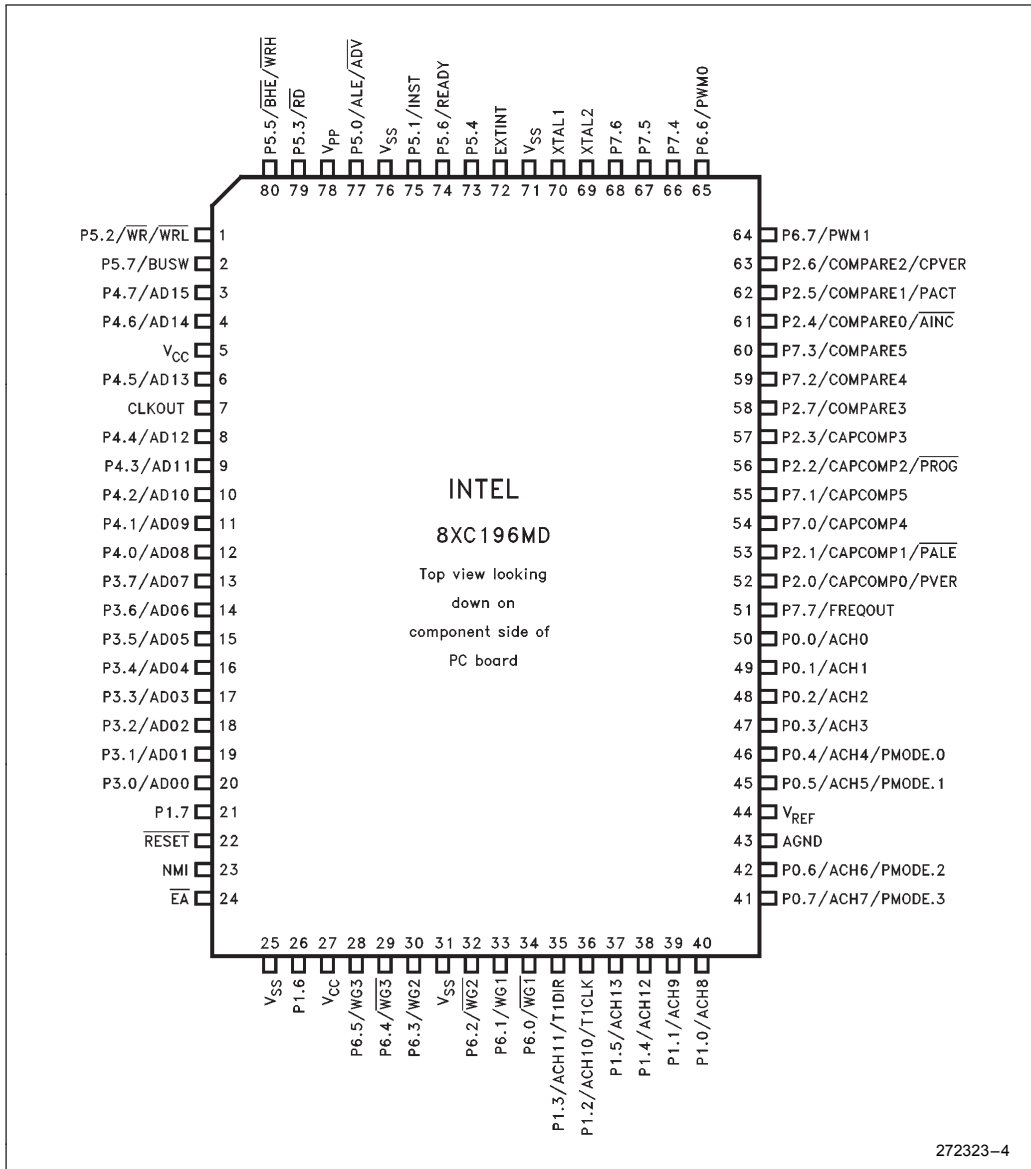 P5.5/BHE/WRH
P5.3/RD
VPP
P5.0/ALE/ADV
VSS
P5.1/INST
P5.6/READY
P5.4
EXTINT
VSS
XTAL1
XTAL2
P7.6
P7.5
P7.4
P6.6/PWM0
80 79 78 77 76 75 74 73 72 71 70 69 68 67 66 65
P5.2/WR/WRL 1
P5.7/BUSW 2
P4.7/AD15 3
P4.6/AD14 4
VCC 5
P4.5/AD13 6
CLKOUT 7
P4.4/AD12 8
P4.3/AD11 9
P4.2/AD10 10
P4.1/AD09 11
P4.0/AD08 12
P3.7/AD07 13
P3.6/AD06 14
P3.5/AD05 15
P3.4/AD04 16
P3.3/AD03 17
P3.2/AD02 18
P3.1/AD01 19
P3.0/AD00 20
P1.7 21
RESET 22
NMI 23
EA 24
INTEL
8XC196MD
Top view looking
down on
component side of
PC board
64 P6.7/PWM1
63 P2.6/COMPARE2/CPVER
62 P2.5/COMPARE1/PACT
61 P2.4/COMPARE0/AINC
60 P7.3/COMPARE5
59 P7.2/COMPARE4
58 P2.7/COMPARE3
57 P2.3/CAPCOMP3
56 P2.2/CAPCOMP2/PROG
55 P7.1/CAPCOMP5
54 P7.0/CAPCOMP4
53 P2.1/CAPCOMP1/PALE
52 P2.0/CAPCOMP0/PVER
51 P7.7/FREQOUT
50 P0.0/ACH0
49 P0.1/ACH1
48 P0.2/ACH2
47 P0.3/ACH3
46 P0.4/ACH4/PMODE.0
45 P0.5/ACH5/PMODE.1
44 VREF
43 AGND
42 P0.6/ACH6/PMODE.2
41 P0.7/ACH7/PMODE.3
25 26 27 28 29 30 31 32 33 34 35 36 37 38 39 40
VSS
P1.6
VCC
P6.5/WG3
P6.4/WG3
P6.3/WG2
VSS
P6.2/WG2
P6.1/WG1
P6.0/WG1
P1.3/ACH11/T1DIR
P1.2/ACH10/T1CLK
P1.5/ACH13
P1.4/ACH12
P1.1/ACH9
P1.0/ACH8
272323–4